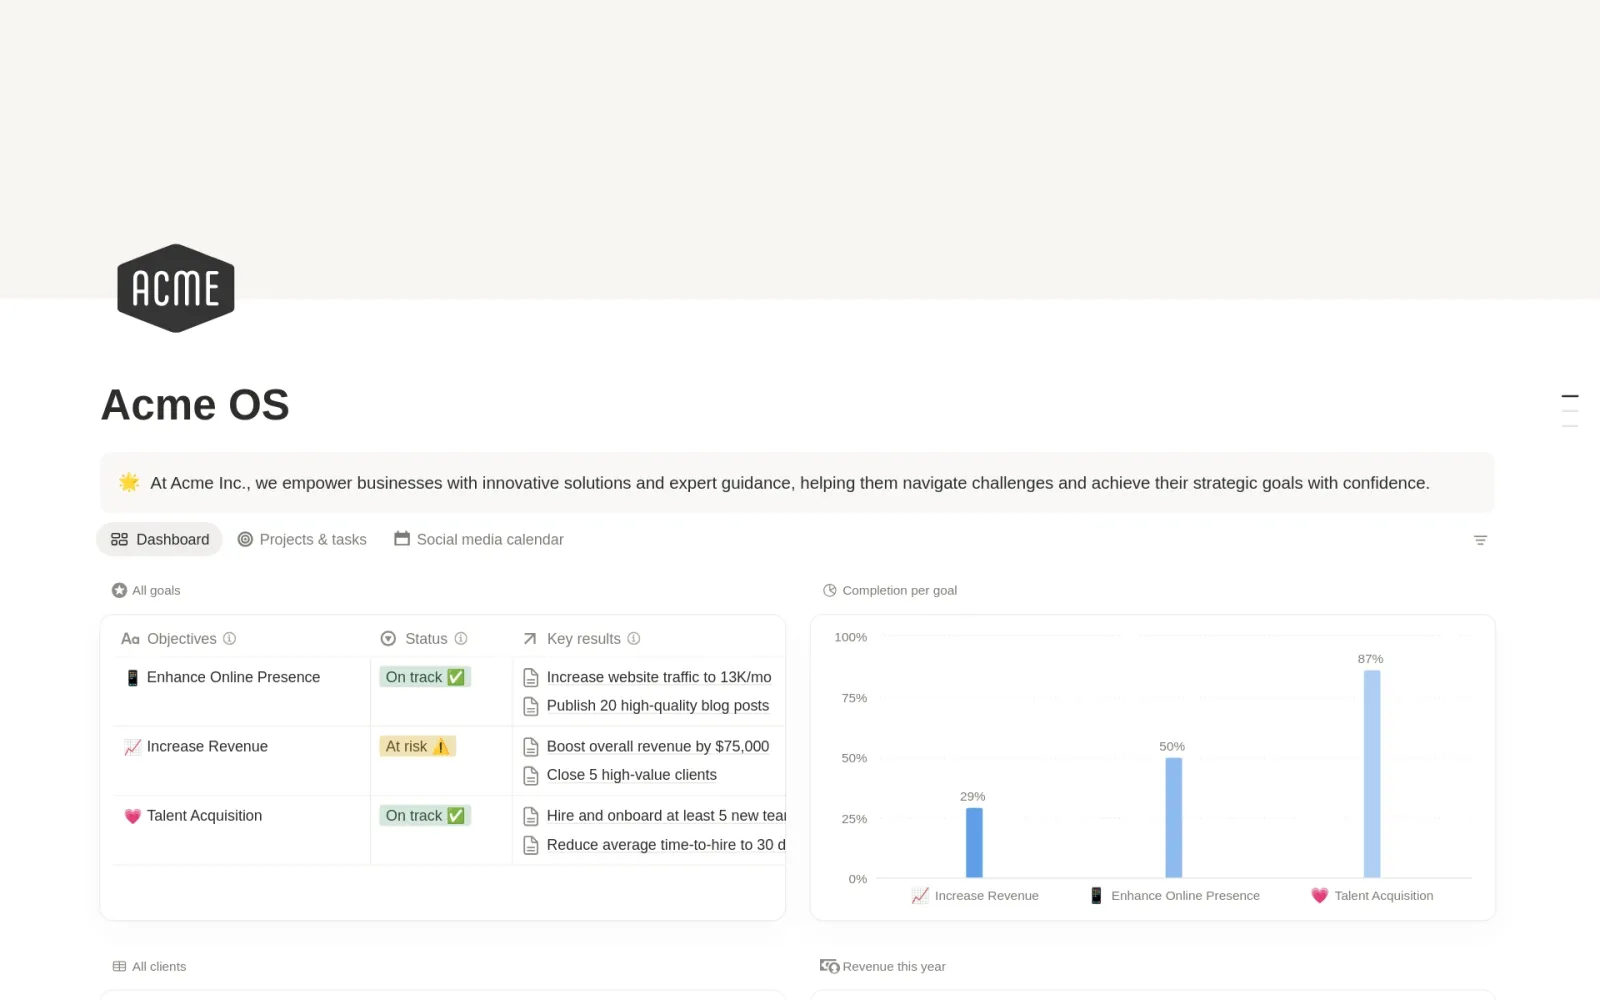 ACME
Acme OS
🌟 At Acme Inc., we empower businesses with innovative solutions and expert guidance, helping them navigate challenges and achieve their strategic goals with confidence.
Dashboard Projects & tasks Social media calendar
All goals
Aa Objectives Status Key results
📱 Enhance Online Presence On track ✅ Increase website traffic to 13K/mo
Publish 20 high-quality blog posts
📈 Increase Revenue At risk ⚠️ Boost overall revenue by $75,000
Close 5 high-value clients
💗 Talent Acquisition On track ✅ Hire and onboard at least 5 new
Reduce average time-to-hire to 30
Completion per goal
100%
75%
50%
25%
0%
29%
50%
87%
📈 Increase Revenue 📱 Enhance Online Presence 💗 Talent Acquisition
All clients
Revenue this year